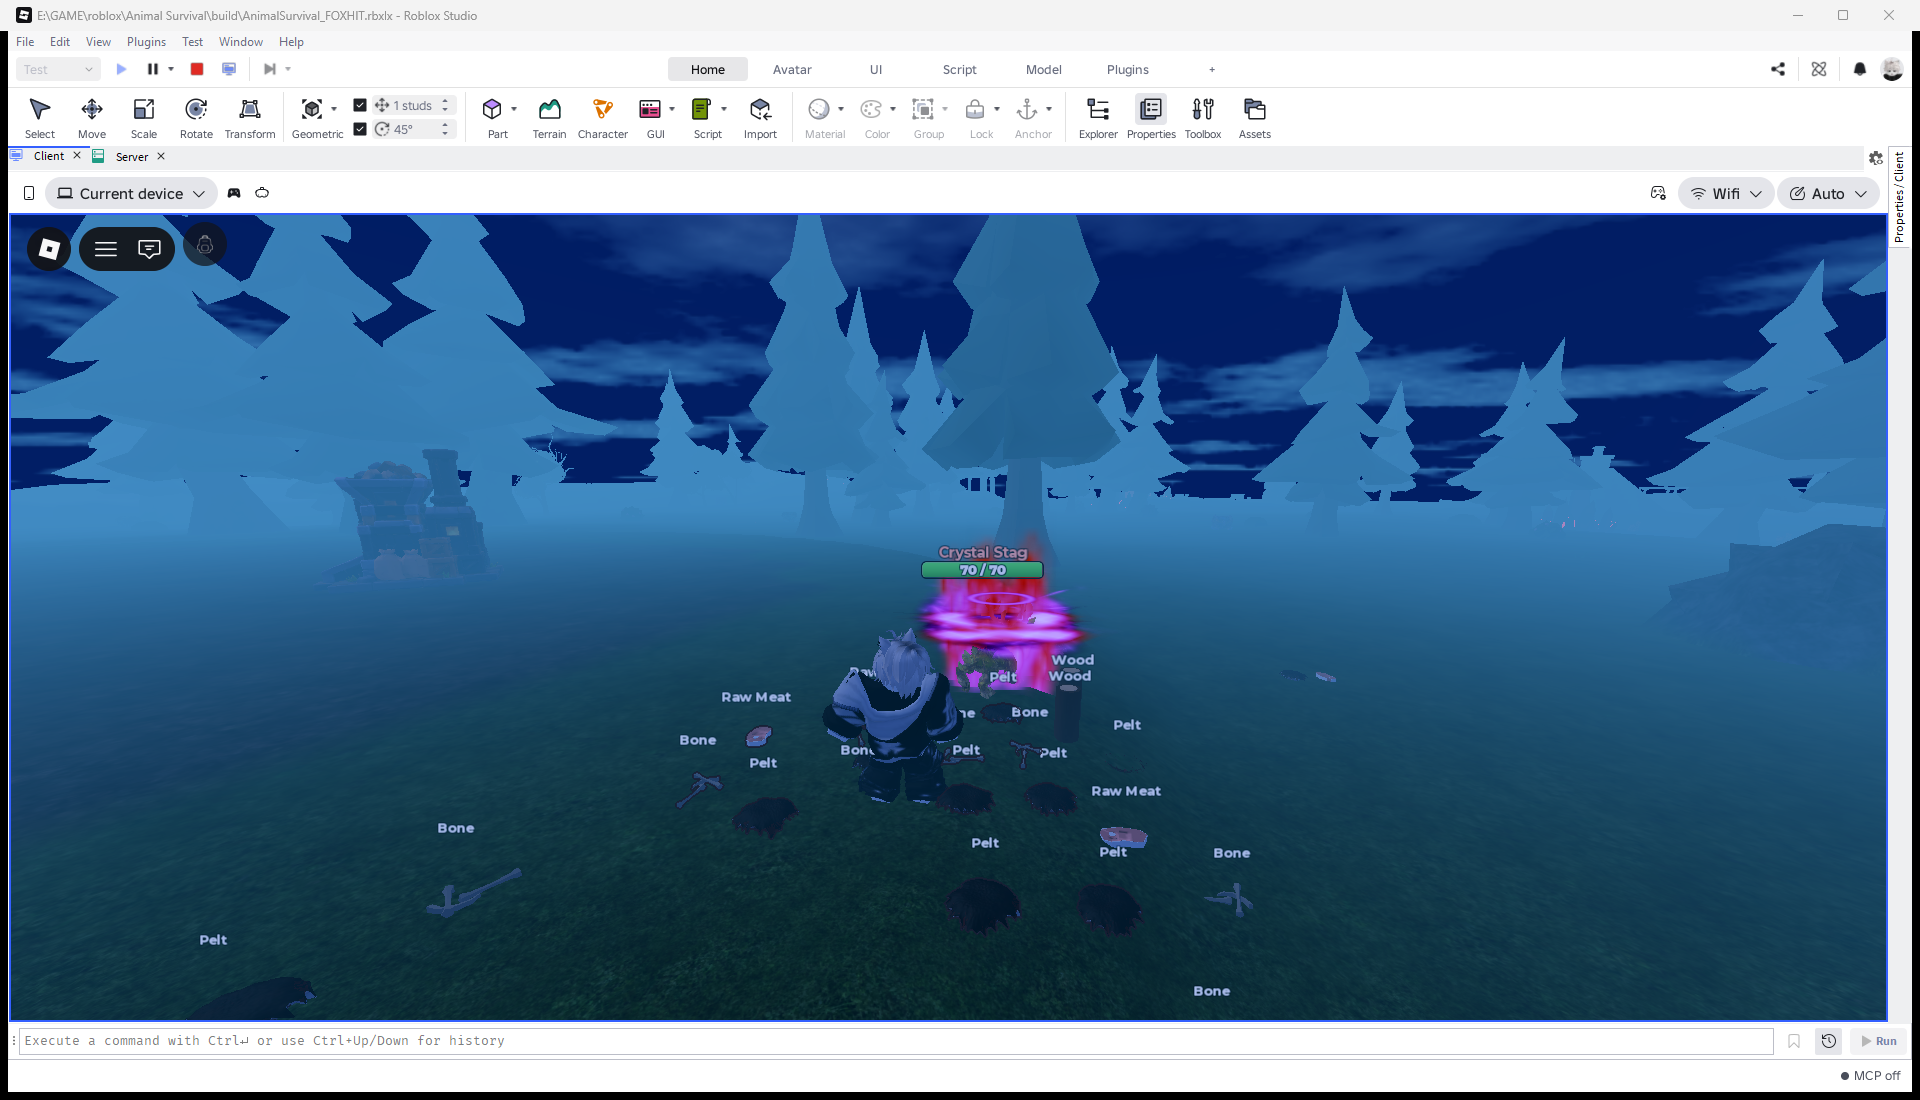 E:\GAME\roblox\Animal Survival\build\AnimalSurvival_FOXHIT.rbxlx - Roblox Studio
File Edit View Plugins Test Window Help
Test
Home Avatar UI Script Model Plugins +
1 studs
45°
Select Move Scale Rotate Transform Geometric Part Terrain Character GUI Script Import Material Color Group Lock Anchor Explorer Properties Toolbox Assets
Client Server
Properties / Client
Current device
Wifi
Auto
Crystal Stag
70 / 70
Wood
Wood
Pelt
Raw Meat
Bone
Pelt
Bone
Bone
Pelt
Pelt
Pelt
Raw Meat
Bone
Pelt
Pelt
Bone
Pelt
Bone
Execute a command with Ctrl↵ or use Ctrl+Up/Down for history
Run
MCP off